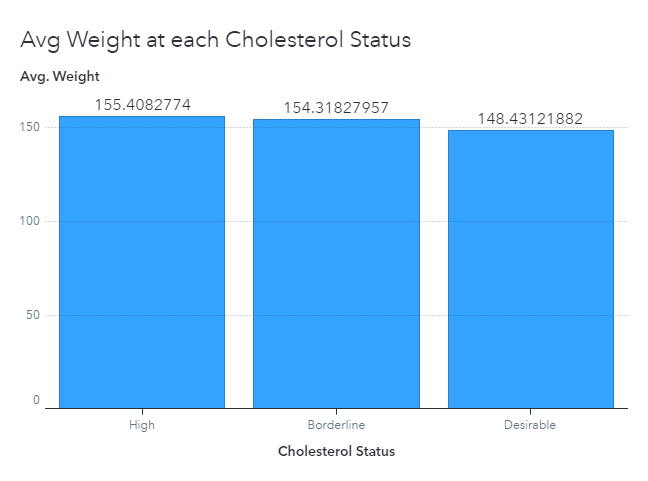 Avg Weight at each Cholesterol Status
Avg. Weight
155.4082774
154.31827957
148.43121882
150
100
50
0
High
Borderline
Desirable
Cholesterol Status